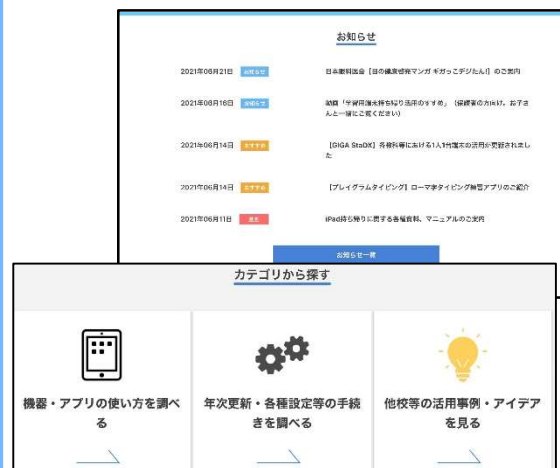 お知らせ
2021年06月21日 お知らせ 日本眼科医会【目の健康啓発マンガ ギガっこデジたん!】のご案内
2021年06月16日 お知らせ 動画「学習用端末持ち帰り活用のすすめ」（保護者の方向け。お子さ
んと一緒にご覧ください）
2021年06月14日 おすすめ 【GIGA StuDX】各教科等における1人1台端末の活用が更新されまし
た
2021年06月14日 おすすめ 【プレイグラムタイピング】ローマ字タイピング練習アプリのご紹介
2021年06月11日 iPad持ち帰りに関する各種資料、マニュアルのご案内
お知らせ一覧
カテゴリから探す
機器・アプリの使い方を調べ
る
年次更新・各種設定等の手続
きを調べる
他校等の活用事例・アイデア
を見る